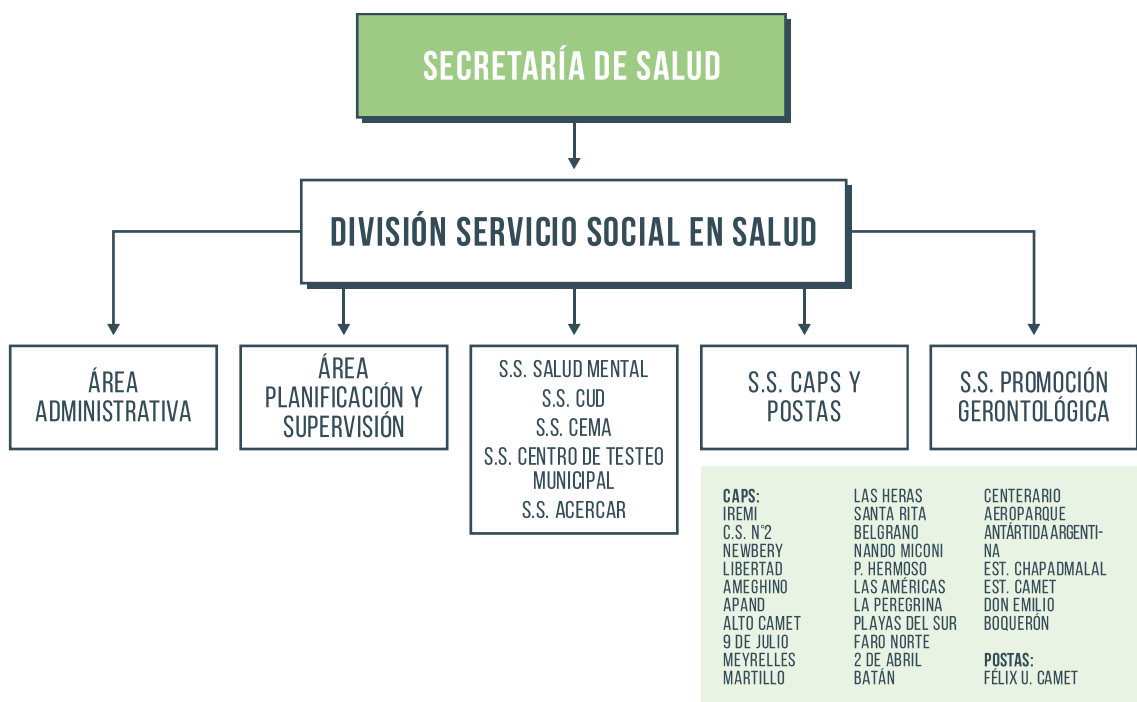 SECRETARÍA DE SALUD
DIVISIÓN SERVICIO SOCIAL EN SALUD
ÁREA
ADMINISTRATIVA
ÁREA
PLANIFICACIÓN Y
SUPERVISIÓN
S.S. SALUD MENTAL
S.S. CUD
S.S. CEMA
S.S. CENTRO DE TESTEO
MUNICIPAL
S.S. ACERCAR
S.S. CAPS Y
POSTAS
S.S. PROMOCIÓN
GERONTOLÓGICA
CAPS:
IREMI
C.S. N°2
NEWBERY
LIBERTAD
AMEGHINO
APAND
ALTO CAMET
9 DE JULIO
MEYRELLES
MARTILLO
LAS HERAS
SANTA RITA
BELGRANO
NANDO MICONI
P. HERMOSO
LAS AMÉRICAS
LA PEREGRINA
PLAYAS DEL SUR
FARO NORTE
2 DE ABRIL
BATÁN
CENTERARIO
AEROPARQUE
ANTÁRTIDA ARGENTI-
NA
EST. CHAPADMALAL
EST. CAMET
DON EMILIO
BOQUERÓN
POSTAS:
FÉLIX U. CAMET